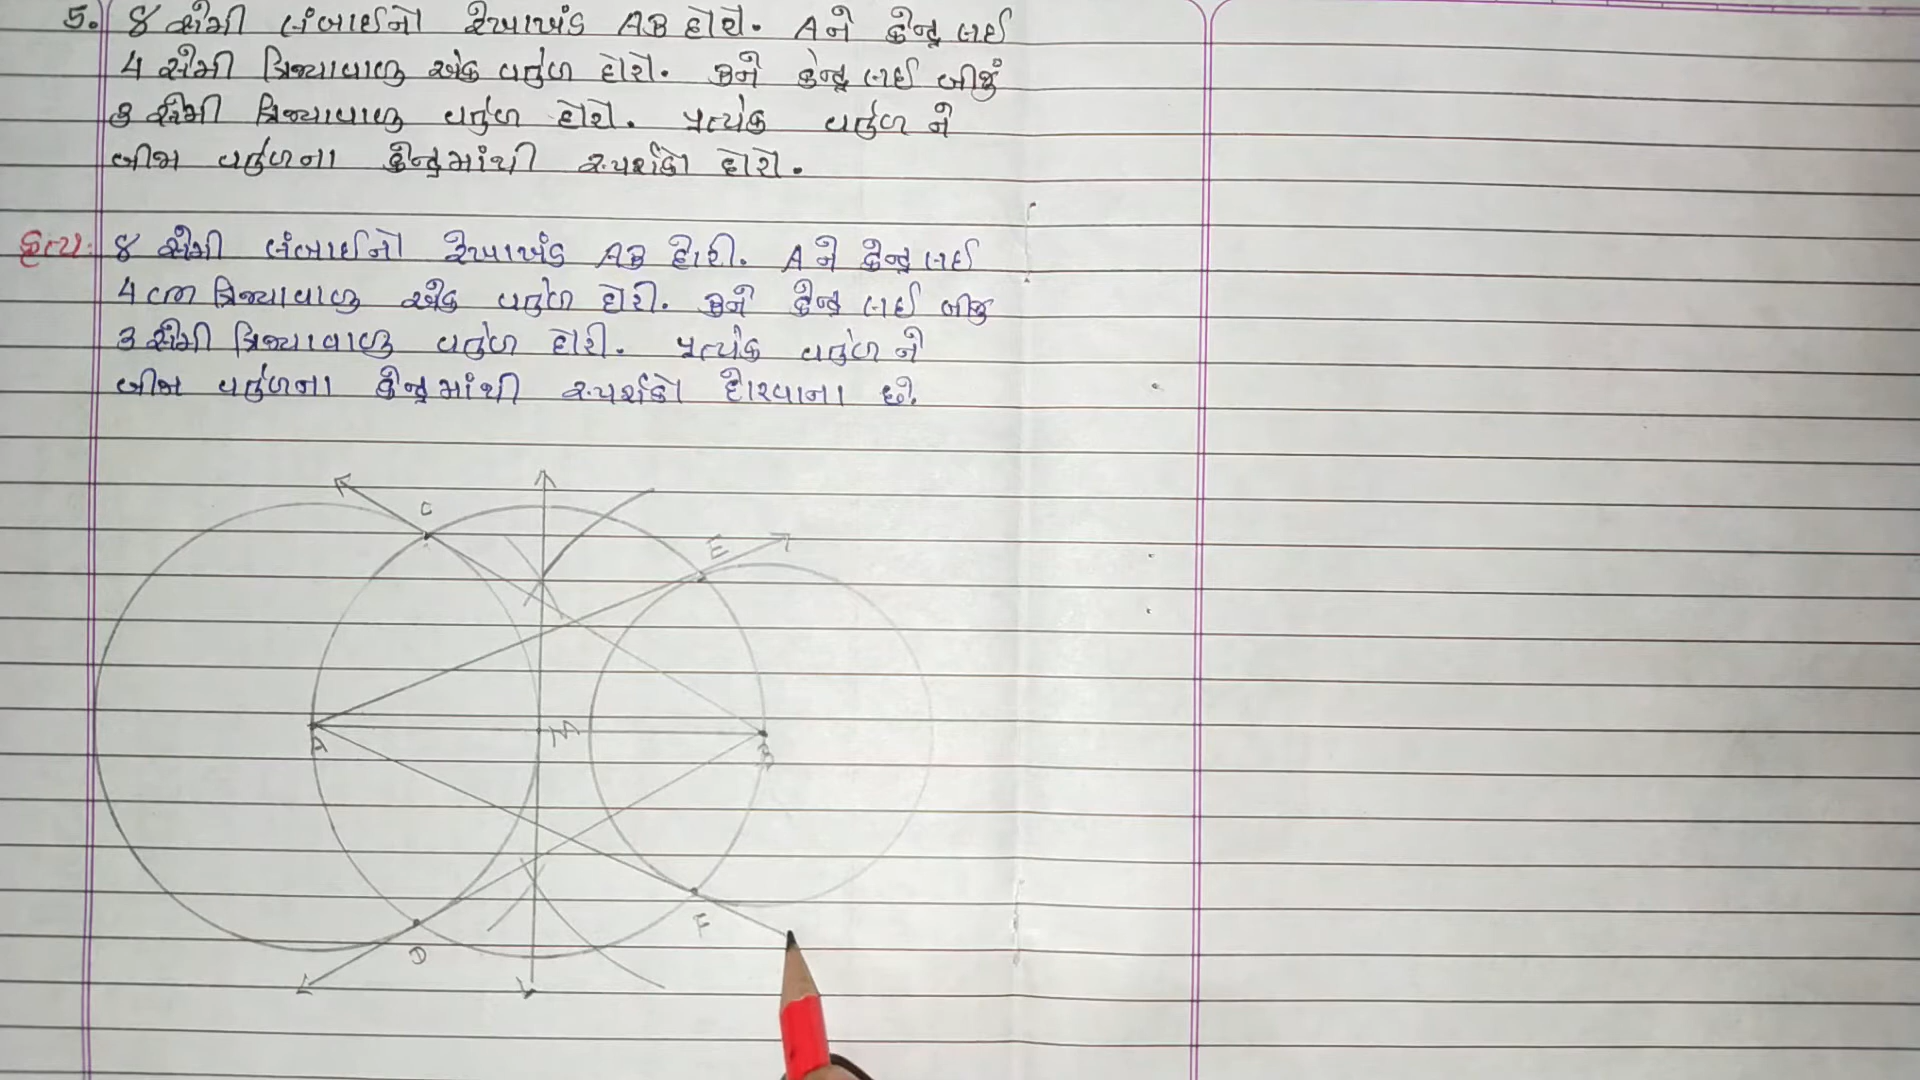 5. 8 સેમી લંબાઈનો રેખાખંડ AB દોરો. A ને કેન્દ્ર લઈ
4 સેમી ત્રિજ્યાવાળુ એક વર્તુળ દોરો. B ને કેન્દ્ર લઈ બીજું
3 સેમી ત્રિજ્યાવાળુ વર્તુળ દોરો. પ્રત્યેક વર્તુળ ને
બીજા વર્તુળના કેન્દ્રમાંથી સ્પર્શકો દોરો.
કૃત્ય: 8 સેમી લંબાઈનો રેખાખંડ AB દોરી. A ને કેન્દ્ર લઈ
4 cm ત્રિજ્યાવાળુ એક વર્તુળ દોરી. B ને કેન્દ્ર લઈ બીજુ
3 સેમી ત્રિજ્યાવાળુ વર્તુળ દોરી. પ્રત્યેક વર્તુળ ને
બીજા વર્તુળના કેન્દ્રમાંથી સ્પર્શકો દોરવાના છે.
C
E
A
M
B
F
D